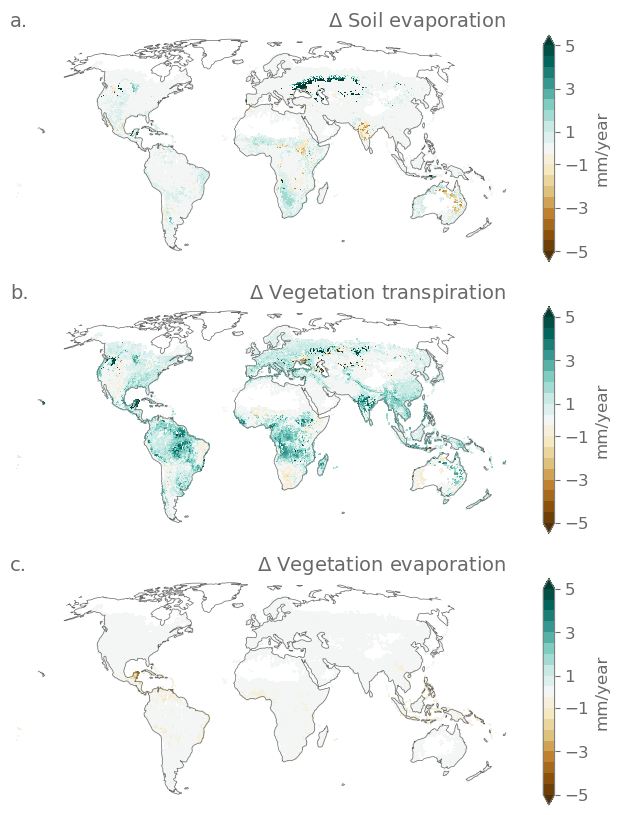 a.
Δ Soil evaporation
5
3
1
−1
−3
−5
mm/year
b.
Δ Vegetation transpiration
5
3
1
−1
−3
−5
mm/year
c.
Δ Vegetation evaporation
5
3
1
−1
−3
−5
mm/year